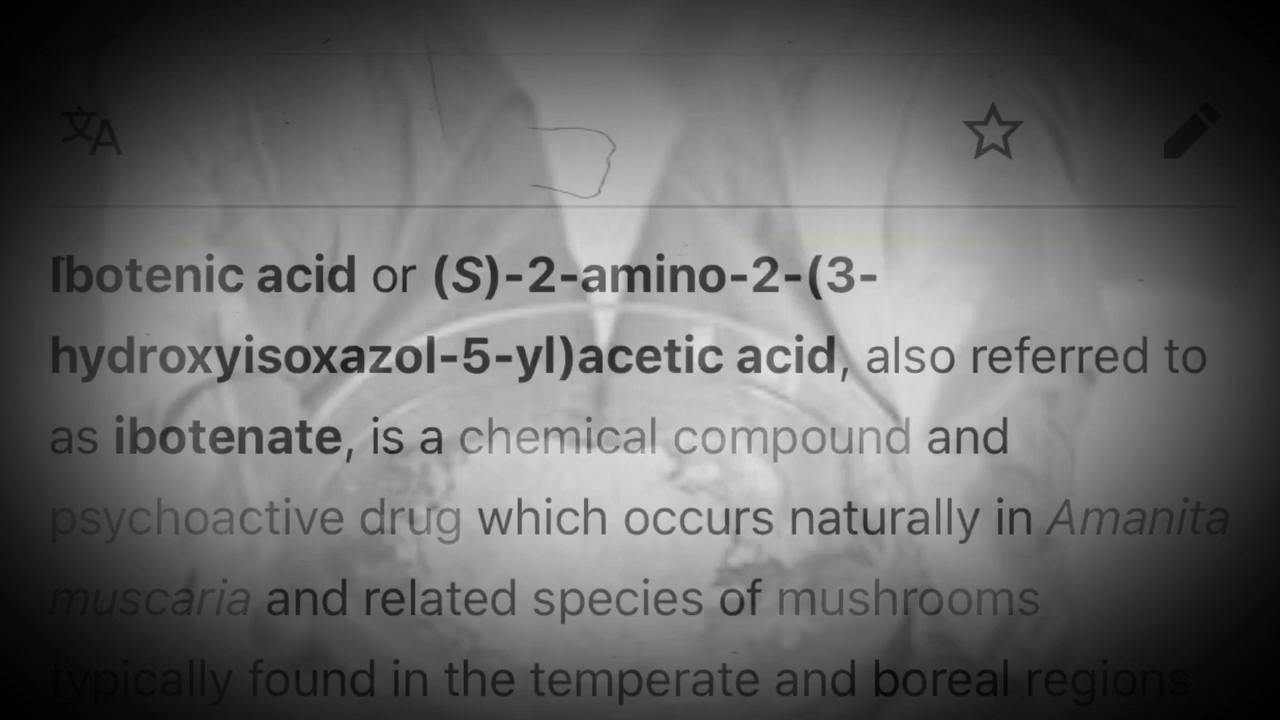 文A
Ibotenic acid or (S)-2-amino-2-(3-
hydroxyisoxazol-5-yl)acetic acid, also referred to
as ibotenate, is a chemical compound and
psychoactive drug which occurs naturally in Amanita
muscaria and related species of mushrooms
typically found in the temperate and boreal regions